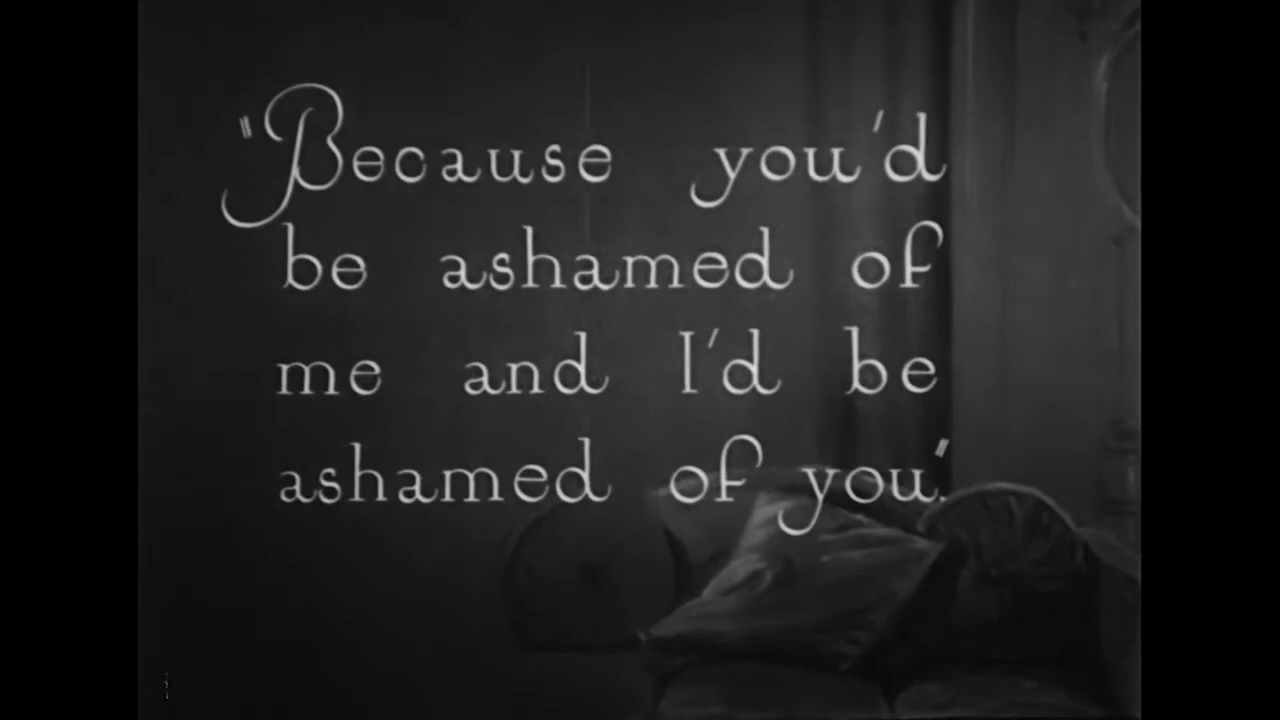 "Because you'd
be ashamed of
me and I'd be
ashamed of you."